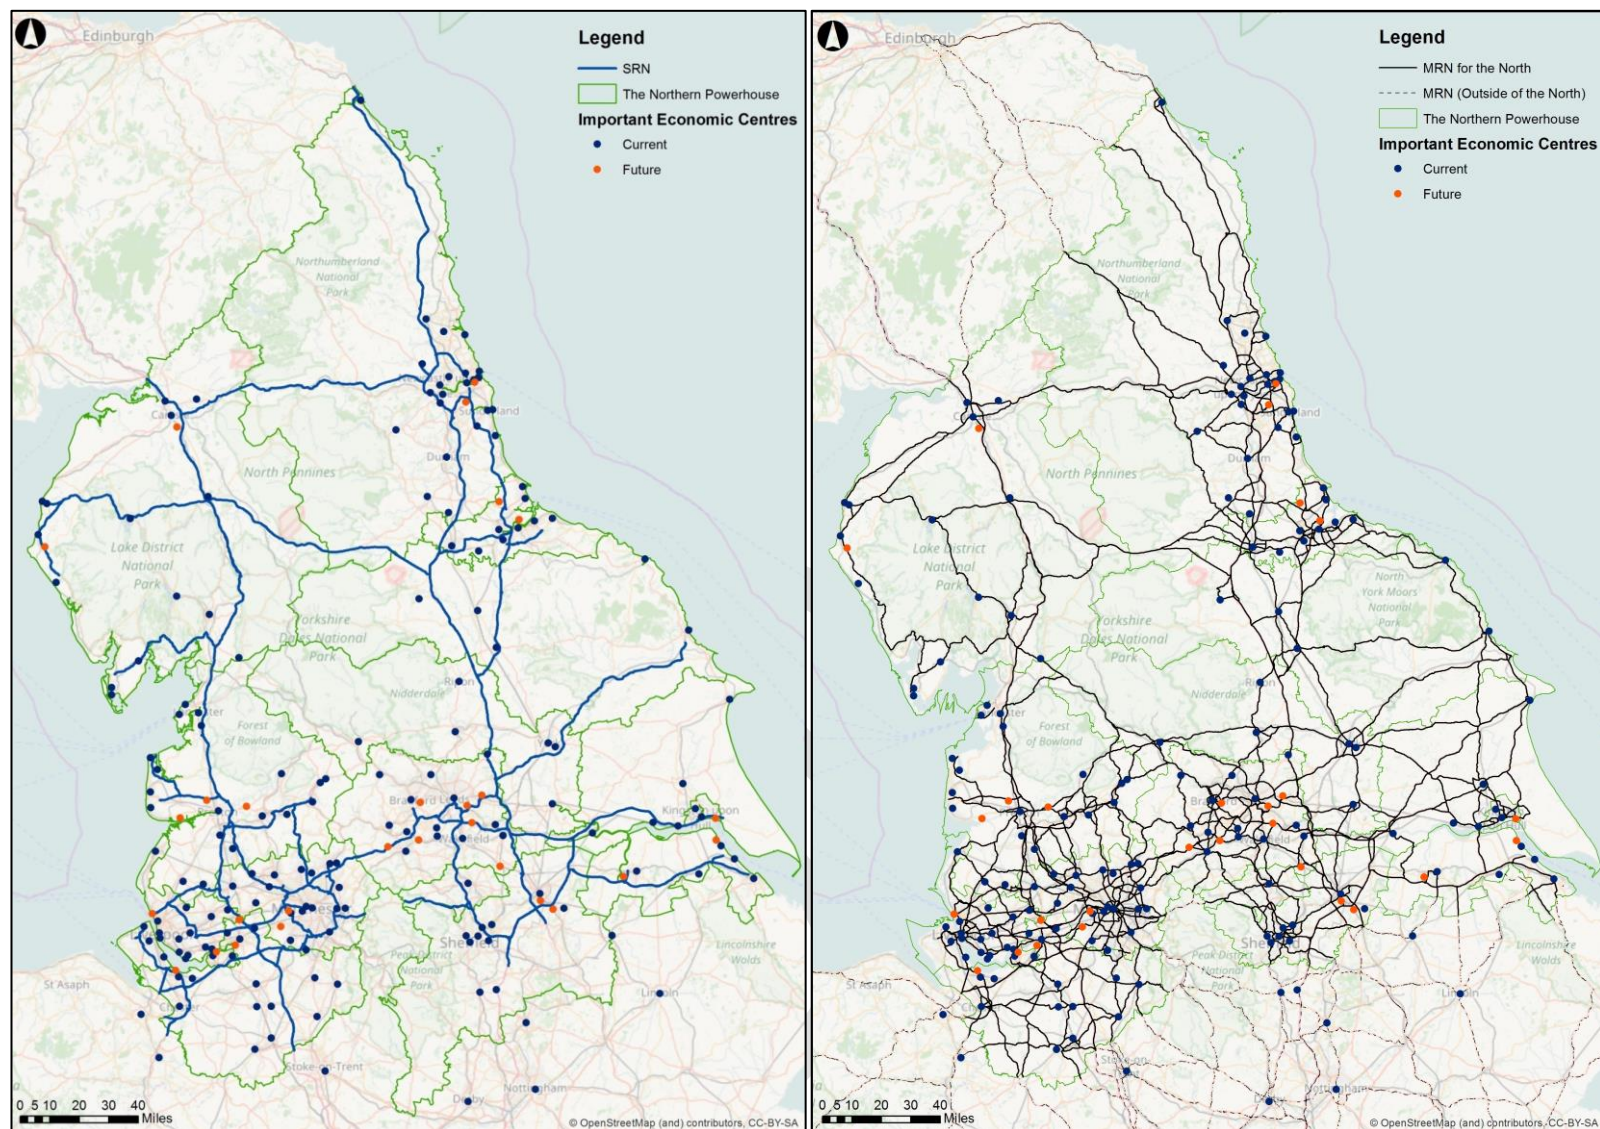 Edinburgh
Legend
SRN
The Northern Powerhouse
Important Economic Centres
Current
Future
Northumberland
National
Park
North Pennines
Lake District
National
Park
Yorkshire
Dales National
Park
Nidderdale
Forest
of Bowland
Peak District
National
Park
Lincolnshire
Wolds
St Asaph
Lincoln
Stoke-on-Trent
Nottingham
0 5 10 20 30 40
Miles
© OpenStreetMap (and) contributors, CC-BY-SA
Edinburgh
Legend
MRN for the North
MRN (Outside of the North)
The Northern Powerhouse
Important Economic Centres
Current
Future
Northumberland
National
Park
North Pennines
Lake District
National
Park
North
York Moors
National
Park
Yorkshire
Dales National
Park
Nidderdale
Forest
of Bowland
Peak District
National
Park
Lincolnshire
Wolds
St Asaph
Nottingham
0 5 10 20 30 40
Miles
© OpenStreetMap (and) contributors, CC-BY-SA